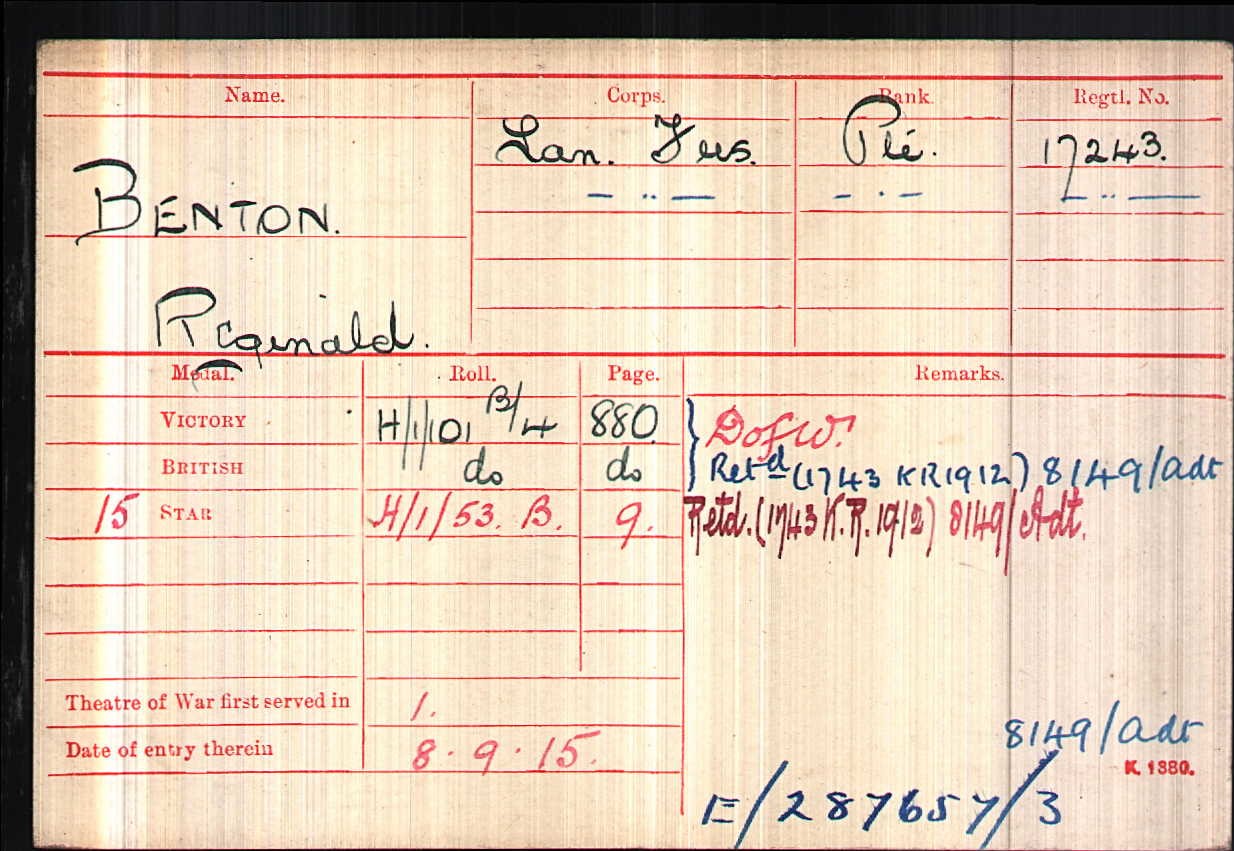 Name. Corps. Rank. Regtl. No.
BENTON. Lan. Fus. Pte. 17243.
— " — — " — — " —
Reginald.
Medal. Roll. Page. Remarks.
VICTORY H/1/101 B/4 880 D of W.
BRITISH do do Retd (1743 KR 1912) 8149/Adt
15 STAR H/1/53. B. 9. Retd. (1743 K.R. 1912) 8149/Adt.
Theatre of War first served in 1.
Date of entry therein 8.9.15.
8149/Adt
K. 1380.
E/287657/3